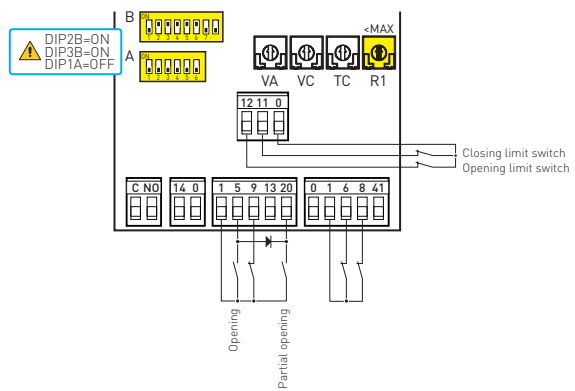 B
ON
1 2 3 4 5 6 7
DIP2B=ON
DIP3B=ON
DIP1A=OFF
A
ON
1 2 3 4 5 6
<MAX
VA VC TC R1
12 11 0
Closing limit switch
Opening limit switch
C NO 14 0 1 5 9 13 20 0 1 6 8 41
Opening
Partial opening